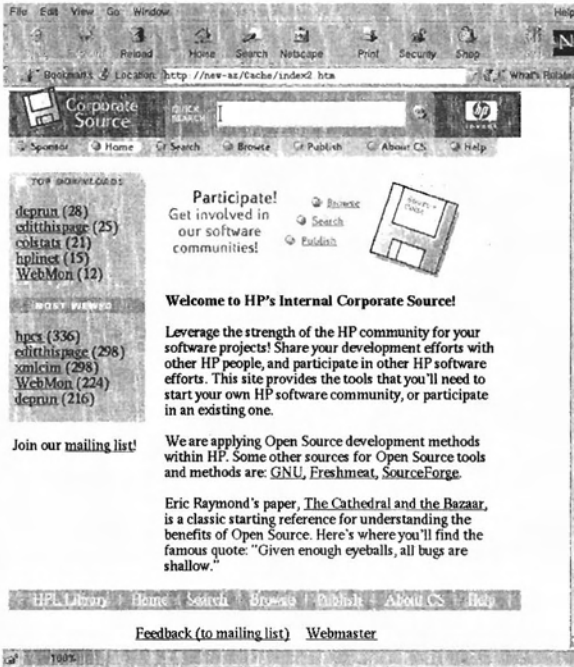 File Edit View Go Window Help
Reload Home Search Netscape Print Security Shop
Bookmarks Location: http://new-az/Cache/index2.htm What's Related
Corporate
Source
QUICK
SEARCH
hp
invent
Sponsor Home Search Browse Publish About CS Help
TOP DOWNLOADS
deprun (28)
editthispage (25)
colstats (21)
hplinet (15)
WebMon (12)
MOST VIEWED
hpcs (336)
editthispage (298)
xmlcim (298)
WebMon (224)
deprun (216)
Join our mailing list!
Participate!
Get involved in
our software
communities!
Browse
Search
Publish
Welcome to HP's Internal Corporate Source!
Leverage the strength of the HP community for your
software projects! Share your development efforts with
other HP people, and participate in other HP software
efforts. This site provides the tools that you'll need to
start your own HP software community, or participate
in an existing one.
We are applying Open Source development methods
within HP. Some other sources for Open Source tools
and methods are: GNU, Freshmeat, SourceForge.
Eric Raymond's paper, The Cathedral and the Bazaar,
is a classic starting reference for understanding the
benefits of Open Source. Here's where you'll find the
famous quote: "Given enough eyeballs, all bugs are
shallow."
HPL Library | Home | Search | Browse | Publish | About CS | Help
Feedback (to mailing list) Webmaster
100%